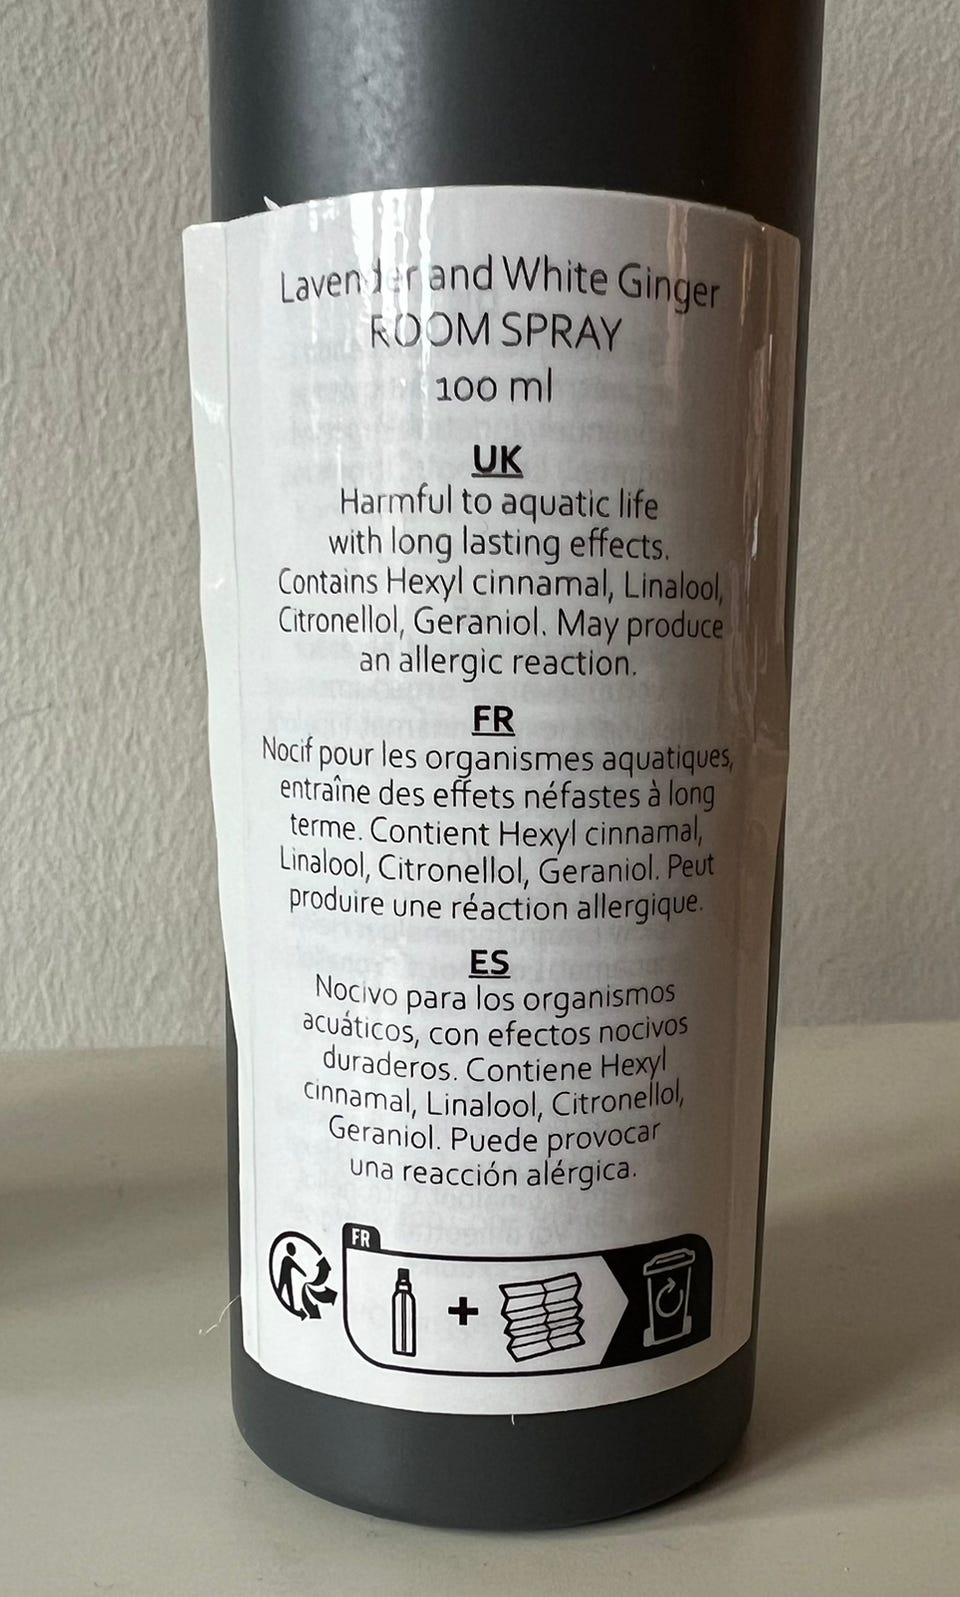 Lavender and White Ginger
ROOM SPRAY
100 ml
UK
Harmful to aquatic life
with long lasting effects.
Contains Hexyl cinnamal, Linalool,
Citronellol, Geraniol. May produce
an allergic reaction.
FR
Nocif pour les organismes aquatiques,
entraîne des effets néfastes à long
terme. Contient Hexyl cinnamal,
Linalool, Citronellol, Geraniol. Peut
produire une réaction allergique.
ES
Nocivo para los organismos
acuáticos, con efectos nocivos
duraderos. Contiene Hexyl
cinnamal, Linalool, Citronellol,
Geraniol. Puede provocar
una reacción alérgica.
FR
+